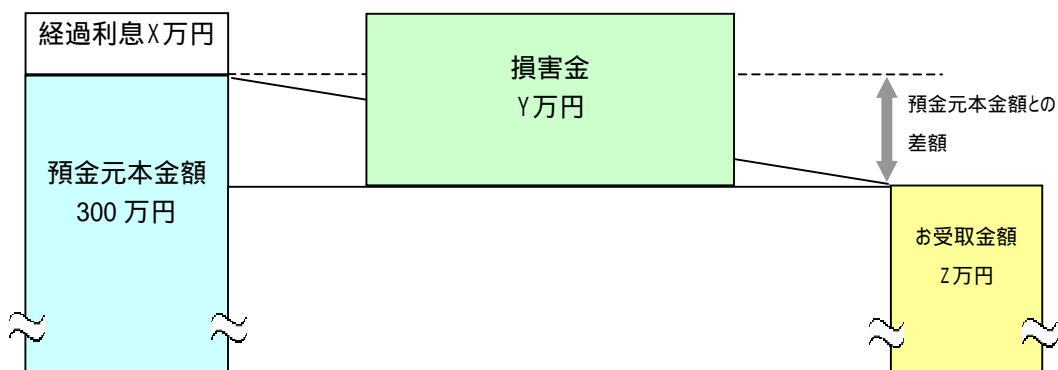 経過利息X万円
損害金
Y万円
預金元本金額との
差額
預金元本金額
300 万円
お受取金額
Z万円